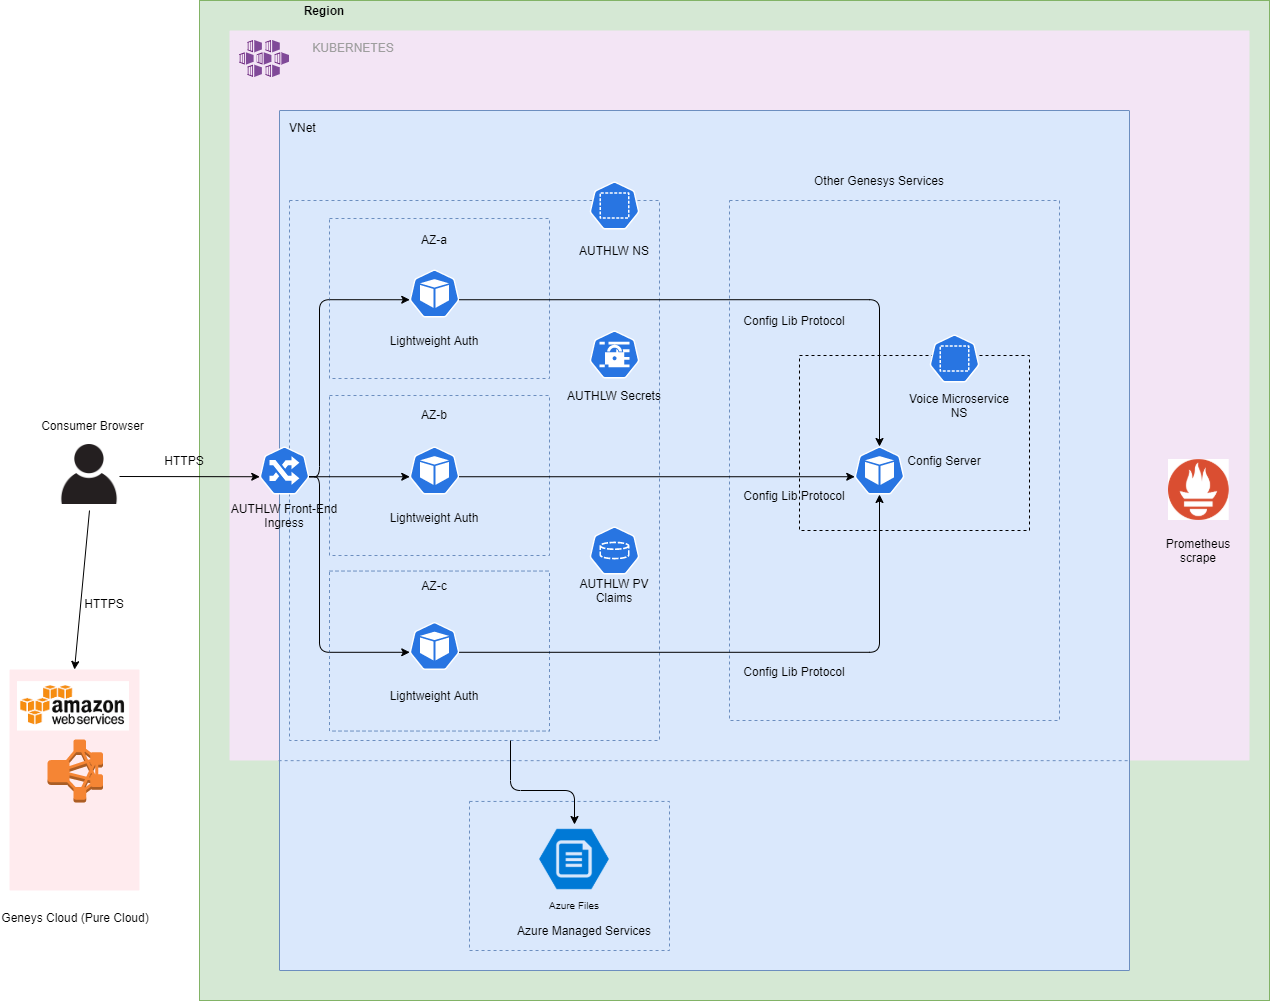 Region
KUBERNETES
VNet
Other Genesys Services
AZ-a
AUTHLW NS
Config Lib Protocol
Lightweight Auth
AUTHLW Secrets
Voice Microservice
NS
AZ-b
Consumer Browser
HTTPS
Config Server
Config Lib Protocol
AUTHLW Front-End
Ingress
Lightweight Auth
Prometheus
scrape
AZ-c
AUTHLW PV
Claims
HTTPS
Config Lib Protocol
Lightweight Auth
amazon
web services
Azure Files
Azure Managed Services
Geneys Cloud (Pure Cloud)